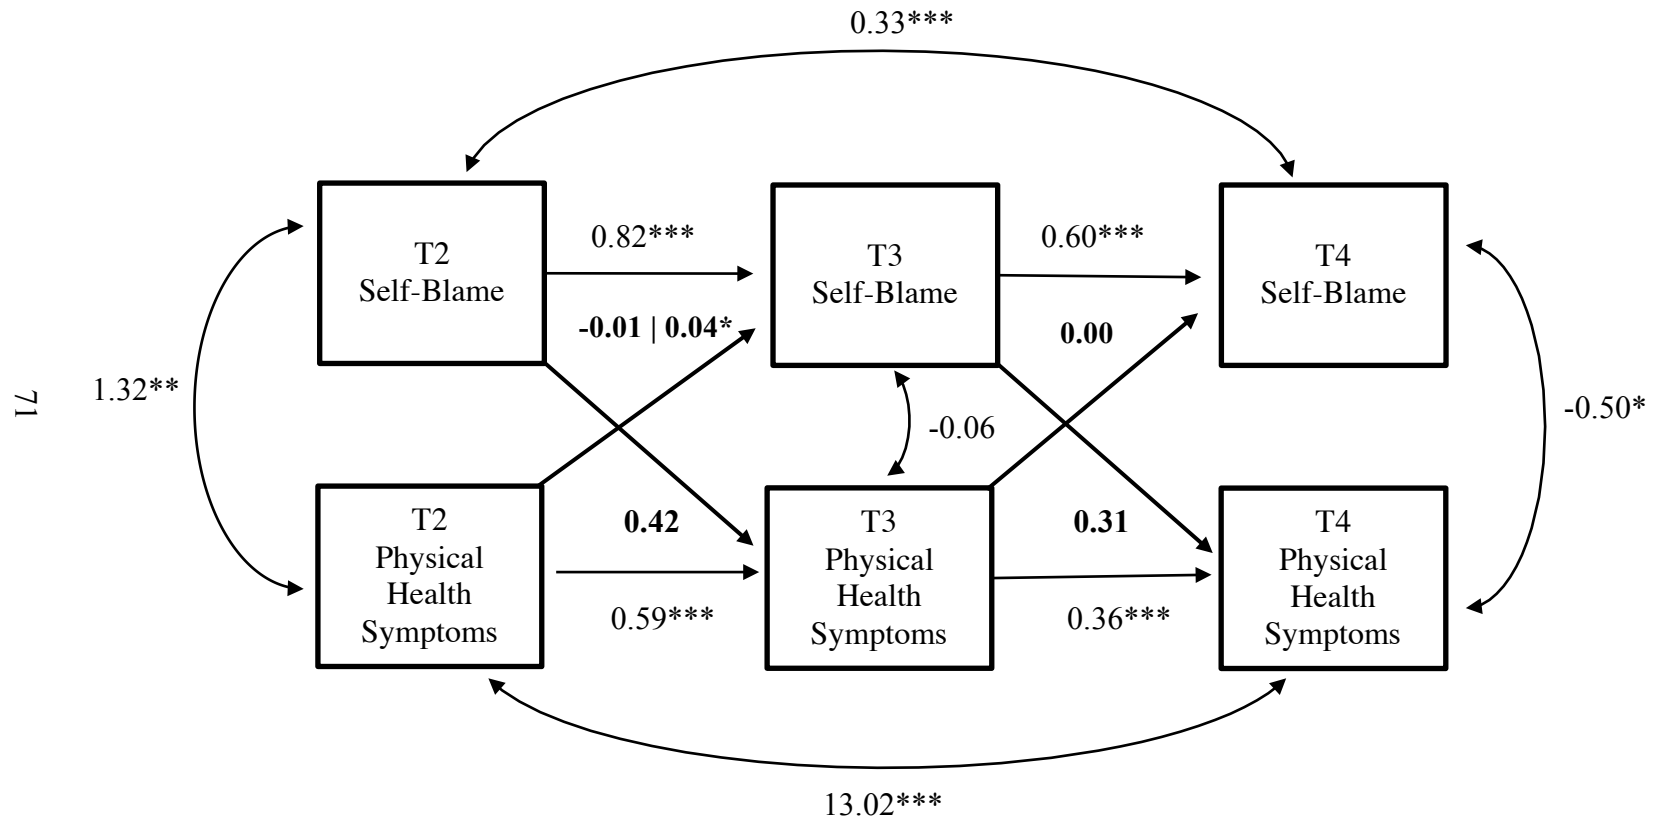 0.33***
T2
Self-Blame
0.82***
T3
Self-Blame
0.60***
T4
Self-Blame
-0.01 | 0.04*
0.00
1.32**
71
-0.06
-0.50*
T2
Physical
Health
Symptoms
0.42
0.59***
T3
Physical
Health
Symptoms
0.31
0.36***
T4
Physical
Health
Symptoms
13.02***